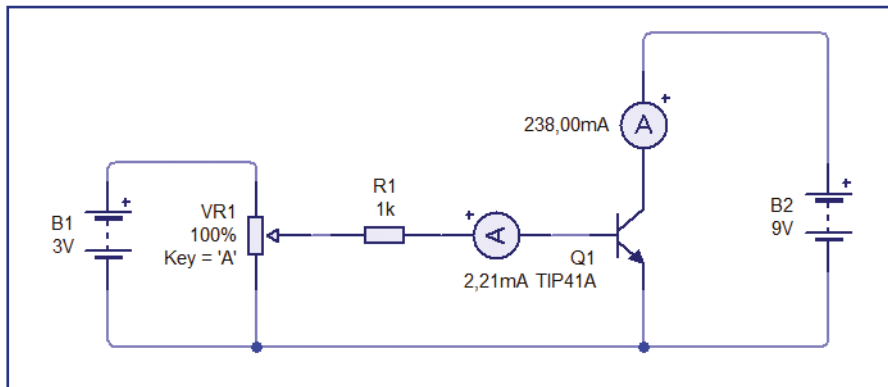 238,00mA
A
+
B1
3V
+
VR1
100%
Key = 'A'
R1
1k
+
A
2,21mA
Q1
TIP41A
B2
9V
+